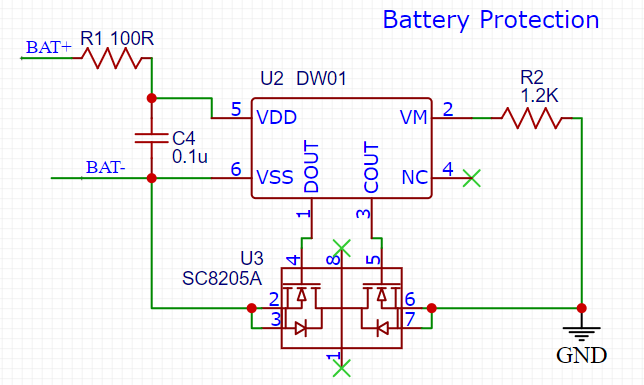 Battery Protection
BAT+
R1 100R
U2 DW01
R2
1.2K
5
VDD
VM
2
C4
0.1u
BAT-
6
VSS
DOUT
COUT
NC
4
1
3
U3
SC8205A
4
8
5
2
3
6
7
1
GND